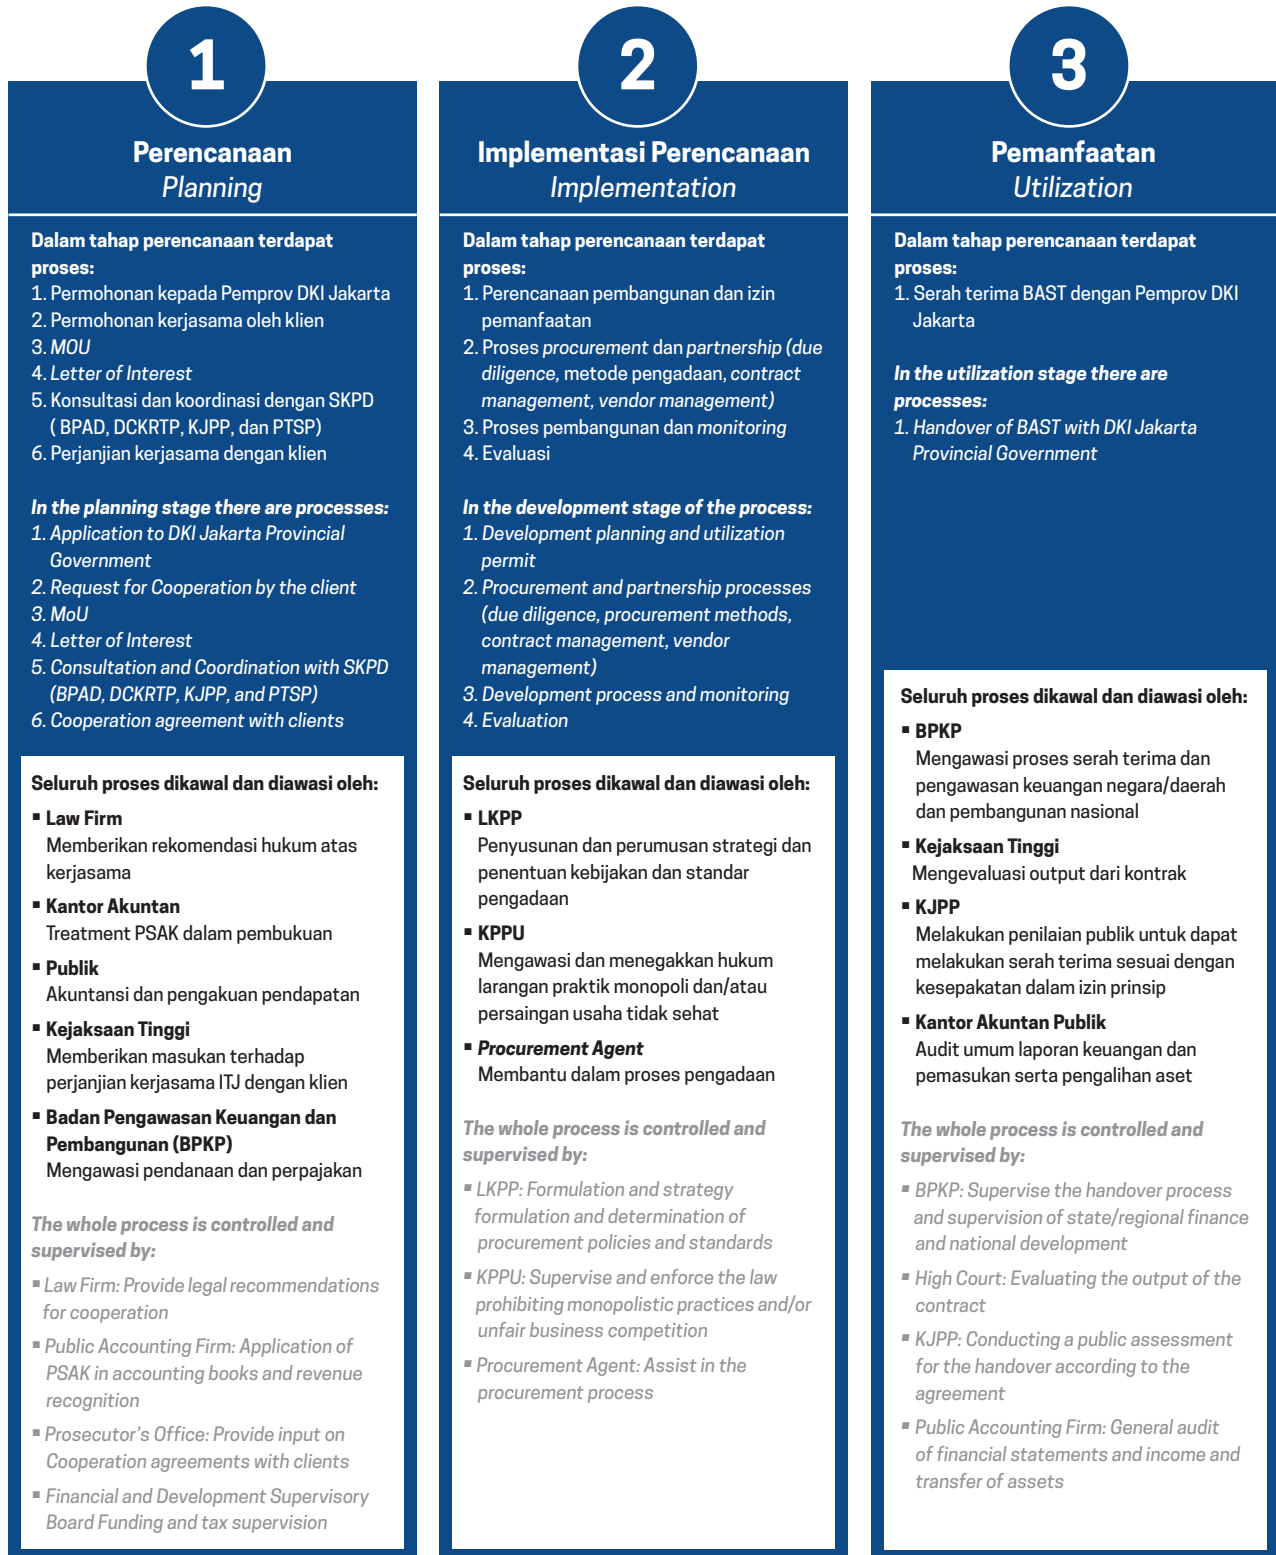 1
Perencanaan
Planning
Dalam tahap perencanaan terdapat
proses:
1. Permohonan kepada Pemprov DKI Jakarta
2. Permohonan kerjasama oleh klien
3. MOU
4. Letter of Interest
5. Konsultasi dan koordinasi dengan SKPD
( BPAD, DCKRTP, KJPP, dan PTSP)
6. Perjanjian kerjasama dengan klien
In the planning stage there are processes:
1. Application to DKI Jakarta Provincial
Government
2. Request for Cooperation by the client
3. MoU
4. Letter of Interest
5. Consultation and Coordination with SKPD
(BPAD, DCKRTP, KJPP, and PTSP)
6. Cooperation agreement with clients
Seluruh proses dikawal dan diawasi oleh:
▪ Law Firm
Memberikan rekomendasi hukum atas
kerjasama
▪ Kantor Akuntan
Treatment PSAK dalam pembukuan
▪ Publik
Akuntansi dan pengakuan pendapatan
▪ Kejaksaan Tinggi
Memberikan masukan terhadap
perjanjian kerjasama ITJ dengan klien
▪ Badan Pengawasan Keuangan dan
Pembangunan (BPKP)
Mengawasi pendanaan dan perpajakan
The whole process is controlled and
supervised by:
▪ Law Firm: Provide legal recommendations
for cooperation
▪ Public Accounting Firm: Application of
PSAK in accounting books and revenue
recognition
▪ Prosecutor's Office: Provide input on
Cooperation agreements with clients
▪ Financial and Development Supervisory
Board Funding and tax supervision
2
Implementasi Perencanaan
Implementation
Dalam tahap perencanaan terdapat
proses:
1. Perencanaan pembangunan dan izin
pemanfaatan
2. Proses procurement dan partnership (due
diligence, metode pengadaan, contract
management, vendor management)
3. Proses pembangunan dan monitoring
4. Evaluasi
In the development stage of the process:
1. Development planning and utilization
permit
2. Procurement and partnership processes
(due diligence, procurement methods,
contract management, vendor
management)
3. Development process and monitoring
4. Evaluation
Seluruh proses dikawal dan diawasi oleh:
▪ LKPP
Penyusunan dan perumusan strategi dan
penentuan kebijakan dan standar
pengadaan
▪ KPPU
Mengawasi dan menegakkan hukum
larangan praktik monopoli dan/atau
persaingan usaha tidak sehat
▪ Procurement Agent
Membantu dalam proses pengadaan
The whole process is controlled and
supervised by:
▪ LKPP: Formulation and strategy
formulation and determination of
procurement policies and standards
▪ KPPU: Supervise and enforce the law
prohibiting monopolistic practices and/or
unfair business competition
▪ Procurement Agent: Assist in the
procurement process
3
Pemanfaatan
Utilization
Dalam tahap perencanaan terdapat
proses:
1. Serah terima BAST dengan Pemprov DKI
Jakarta
In the utilization stage there are
processes:
1. Handover of BAST with DKI Jakarta
Provincial Government
Seluruh proses dikawal dan diawasi oleh:
▪ BPKP
Mengawasi proses serah terima dan
pengawasan keuangan negara/daerah
dan pembangunan nasional
▪ Kejaksaan Tinggi
Mengevaluasi output dari kontrak
▪ KJPP
Melakukan penilaian publik untuk dapat
melakukan serah terima sesuai dengan
kesepakatan dalam izin prinsip
▪ Kantor Akuntan Publik
Audit umum laporan keuangan dan
pemasukan serta pengalihan aset
The whole process is controlled and
supervised by:
▪ BPKP: Supervise the handover process
and supervision of state/regional finance
and national development
▪ High Court: Evaluating the output of the
contract
▪ KJPP: Conducting a public assessment
for the handover according to the
agreement
▪ Public Accounting Firm: General audit
of financial statements and income and
transfer of assets